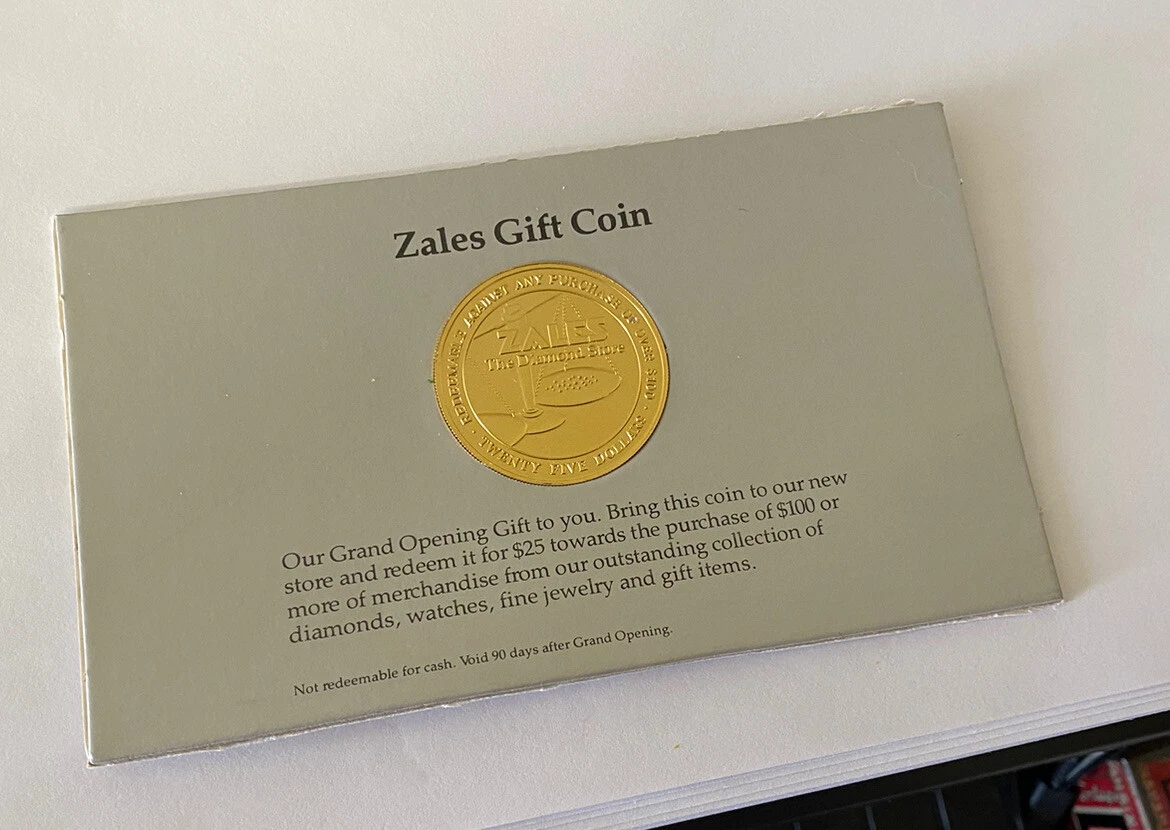 Zales Gift Coin
REDEEMABLE AGAINST ANY PURCHASE OF OVER $100
ZALES
The Diamond Store
· TWENTY FIVE DOLLARS ·
Our Grand Opening Gift to you. Bring this coin to our new
store and redeem it for $25 towards the purchase of $100 or
more of merchandise from our outstanding collection of
diamonds, watches, fine jewelry and gift items.
Not redeemable for cash. Void 90 days after Grand Opening.